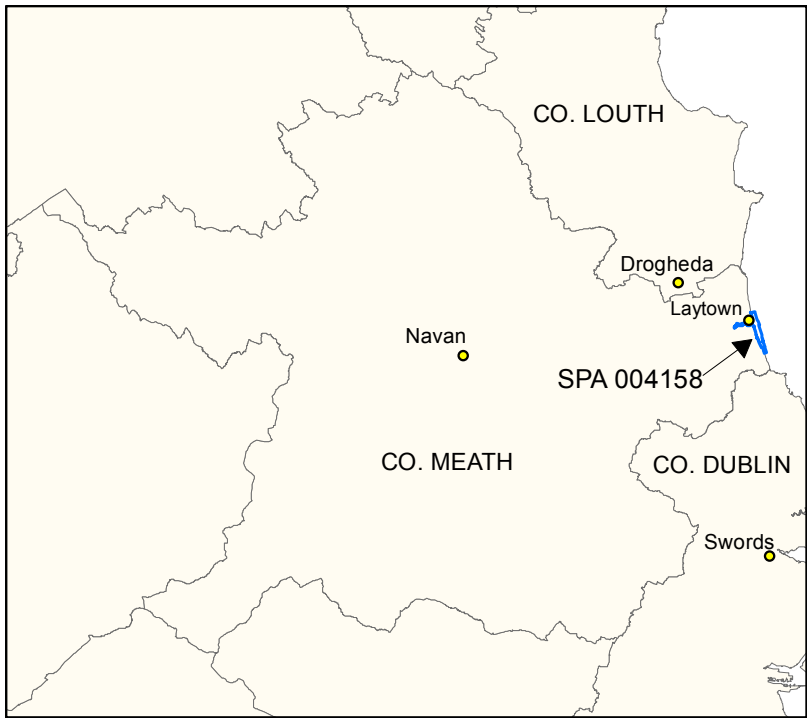 CO. LOUTH
Drogheda
Laytown
Navan
SPA 004158
CO. MEATH
CO. DUBLIN
Swords